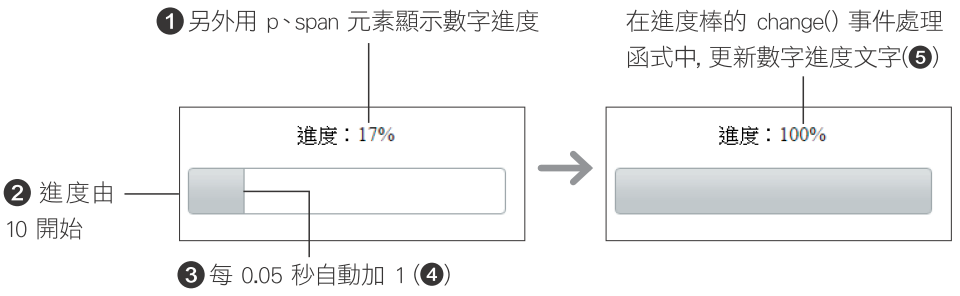 ❶ 另外用 p、span 元素顯示數字進度
在進度棒的 change() 事件處理
函式中, 更新數字進度文字(❺)
進度：17%
進度：100%
❷ 進度由
10 開始
❸ 每 0.05 秒自動加 1 (❹)